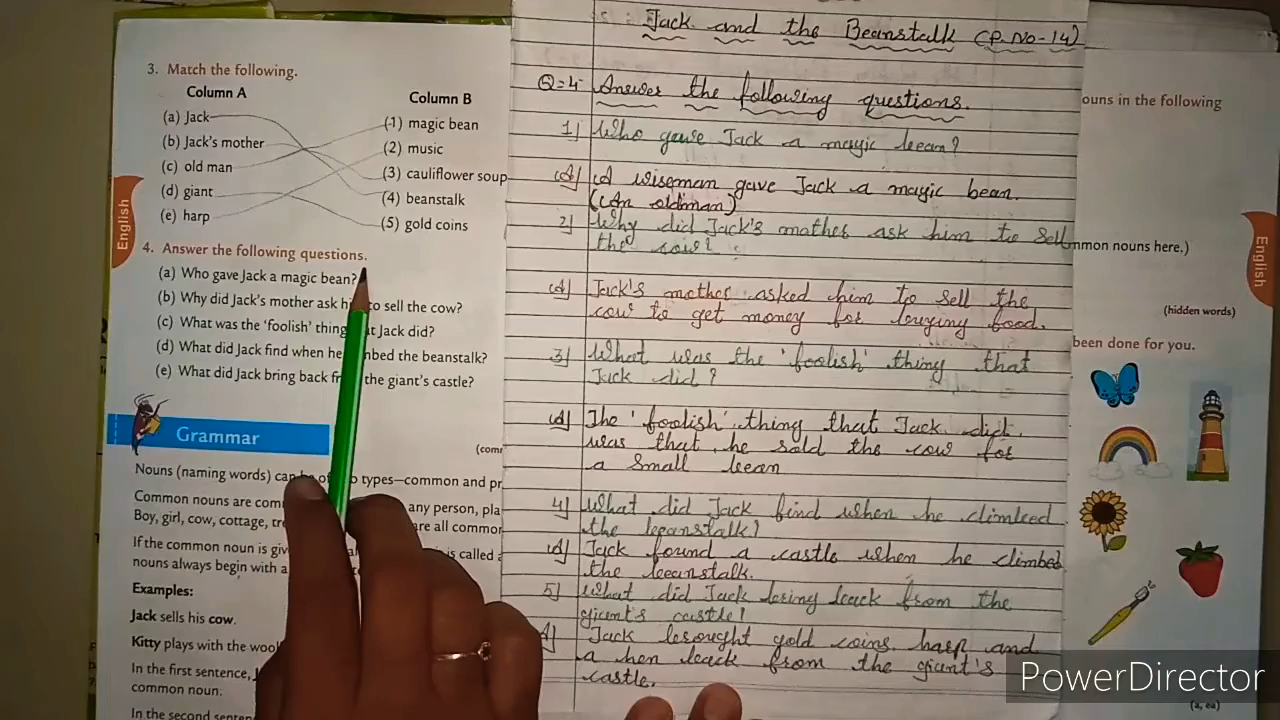 3. Match the following.
Column A
Column B
(a) Jack
(b) Jack's mother
(c) old man
(d) giant
(e) harp
(1) magic bean
(2) music
(3) cauliflower soup
(4) beanstalk
(5) gold coins
English
4. Answer the following questions.
(a) Who gave Jack a magic bean?
(b) Why did Jack's mother ask hi to sell the cow?
(c) What was the 'foolish' thing t Jack did?
(d) What did Jack find when he mbed the beanstalk?
(e) What did Jack bring back fr the giant's castle?
Grammar
(com
Nouns (naming words) can be of o types—common and pr
Common nouns are com any person, pla
Boy, girl, cow, cottage, tre are all common
If the common noun is giv is called a
nouns always begin with a
Examples:
Jack sells his cow.
Kitty plays with the wool
In the first sentence, J
common noun.
In the second senten
Jack and the Beanstalk (P.No-14)
Q=4 Answer the following questions.
1) Who gave Jack a magic bean?
A) A wiseman gave Jack a magic bean.
(An oldman)
2) Why did Jack's mother ask him to Sell
the cow?
A) Jack's mother asked him to sell the
cow to get money for buying food.
3) What was the 'foolish' thing that
Jack did?
A) The 'foolish' thing that Jack did.
was that he sold the cow for
a Small bean
4) What did Jack find when he climbed
the beanstalk?
A) Jack found a castle when he climbed
the beeanstalk.
5) What did Jack bring back from the
giant's castle?
A) Jack brought gold coins, harp and
a hen back from the giant's
castle.
ouns in the following
mmon nouns here.)
English
(hidden words)
been done for you.
PowerDirector
(a, ea)